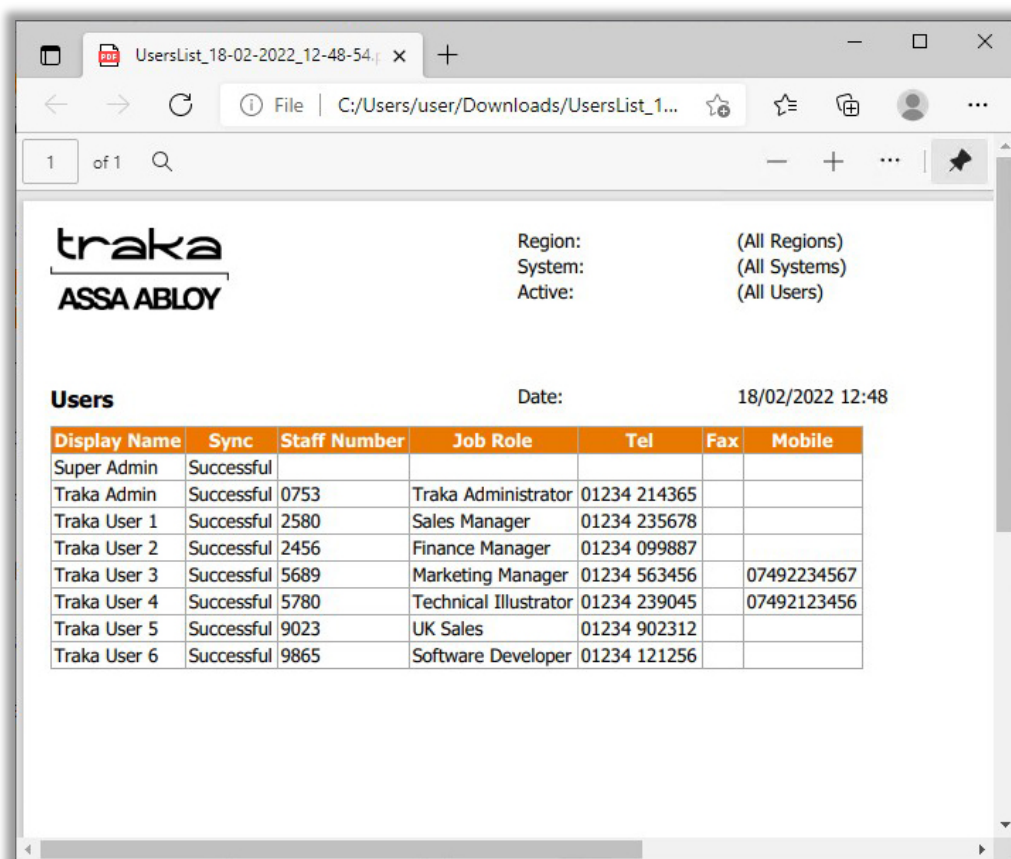 UsersList_18-02-2022_12-48-54.p
File | C:/Users/user/Downloads/UsersList_1...
1 of 1
traka
ASSA ABLOY
Region: (All Regions)
System: (All Systems)
Active: (All Users)
Users Date: 18/02/2022 12:48
Display Name Sync Staff Number Job Role Tel Fax Mobile
Super Admin Successful
Traka Admin Successful 0753 Traka Administrator 01234 214365
Traka User 1 Successful 2580 Sales Manager 01234 235678
Traka User 2 Successful 2456 Finance Manager 01234 099887
Traka User 3 Successful 5689 Marketing Manager 01234 563456 07492234567
Traka User 4 Successful 5780 Technical Illustrator 01234 239045 07492123456
Traka User 5 Successful 9023 UK Sales 01234 902312
Traka User 6 Successful 9865 Software Developer 01234 121256